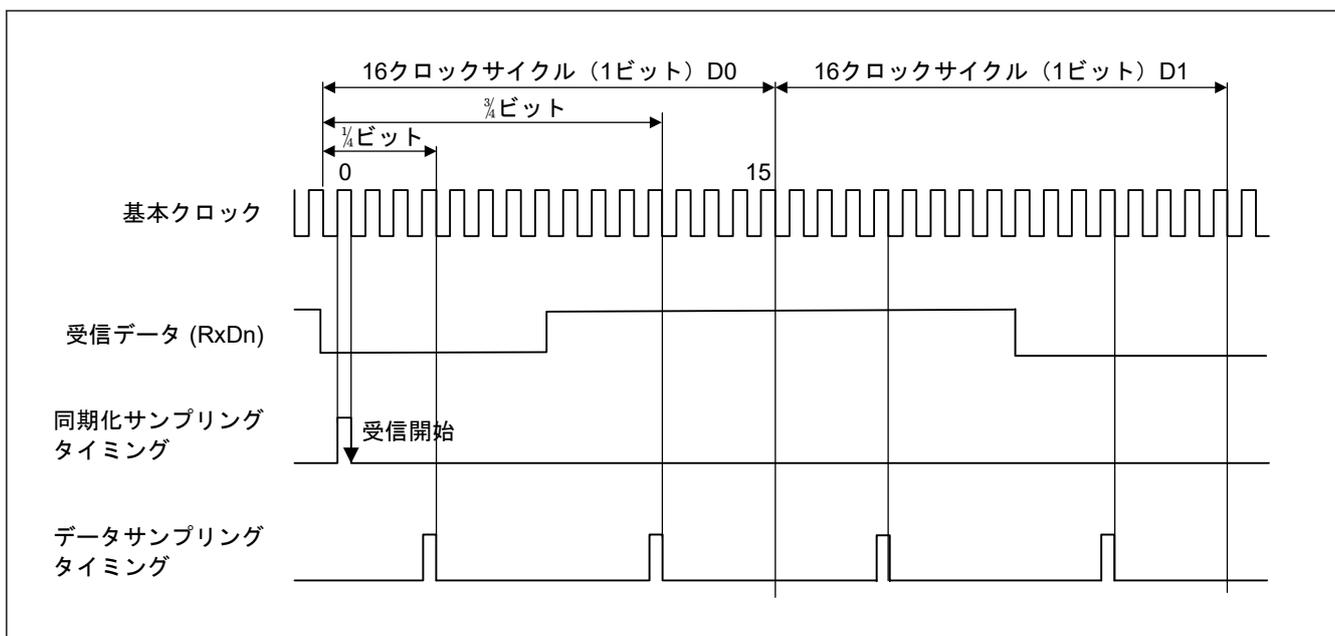 16クロックサイクル（1ビット）D0
16クロックサイクル（1ビット）D1
¾ビット
¼ビット
0
15
基本クロック
受信データ (RxDn)
同期化サンプリング
タイミング
受信開始
データサンプリング
タイミング